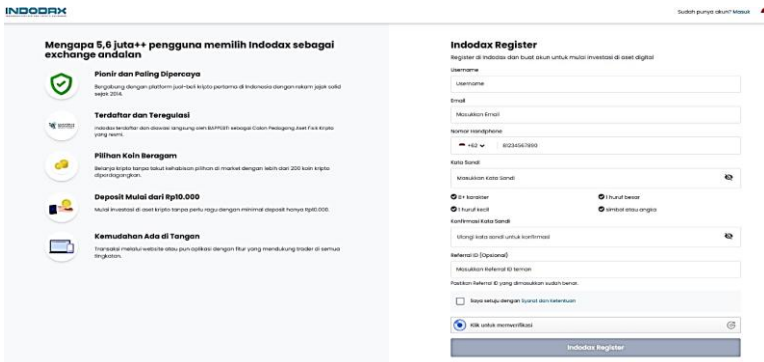 INDODAX
Sudah punya akun? Masuk
Mengapa 5,6 juta++ pengguna memilih Indodax sebagai
exchange andalan
Pionir dan Paling Dipercaya
Bergabung dengan platform jual-beli kripto pertama di Indonesia dengan rekam jejak solid
sejak 2014.
Terdaftar dan Teregulasi
Indodax terdaftar dan diawasi langsung oleh BAPPEBTI sebagai Calon Pedagang Aset Fisik Kripto
yang resmi.
Pilihan Koin Beragam
Belanja kripto tanpa takut kehabisan pilihan di market dengan lebih dari 200 koin kripto
diperdagangkan.
Deposit Mulai dari Rp10.000
Mulai investasi di aset kripto tanpa perlu ragu dengan minimal deposit hanya Rp10.000.
Kemudahan Ada di Tangan
Transaksi melalui website atau pun aplikasi dengan fitur yang mendukung trader di semua
tingkatan.
Indodax Register
Register di Indodax dan buat akun untuk mulai investasi di aset digital
Username
Username
Email
Masukkan Email
Nomor Handphone
+62 81234567890
Kata Sandi
Masukkan Kata Sandi
8+ karakter
1 huruf besar
1 huruf kecil
simbol atau angka
Konfirmasi Kata Sandi
Ulangi kata sandi untuk konfirmasi
Referral ID (Opsional)
Masukkan Referral ID teman
Pastikan Referral ID yang dimasukkan sudah benar.
Saya setuju dengan Syarat dan Ketentuan
Klik untuk memverifikasi
Indodax Register